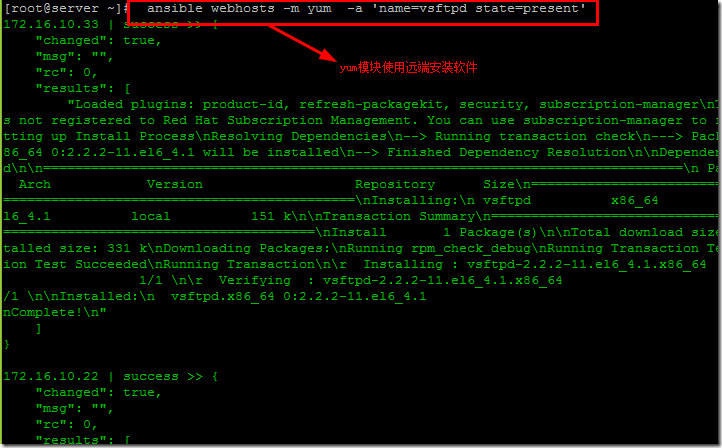 [root@server ~]#  ansible webhosts -m yum  -a 'name=vsftpd state=present'
172.16.10.33 | success >> {
    "changed": true,
    "msg": "",
    "rc": 0,
    "results": [
        "Loaded plugins: product-id, refresh-packagekit, security, subscription-manager\nT
s not registered to Red Hat Subscription Management. You can use subscription-manager to r
tting up Install Process\nResolving Dependencies\n--> Running transaction check\n---> Pack
86_64 0:2.2.2-11.el6_4.1 will be installed\n--> Finished Dependency Resolution\n\nDependen
d\n\n================================================================================\n Pa
  Arch            Version                   Repository      Size\n====================
============================================\nInstalling:\n vsftpd          x86_64
l6_4.1          local          151 k\n\nTransaction Summary\n=========================
=======================================\nInstall       1 Package(s)\n\nTotal download size
talled size: 331 k\nDownloading Packages:\nRunning rpm_check_debug\nRunning Transaction Te
ion Test Succeeded\nRunning Transaction\n\r  Installing : vsftpd-2.2.2-11.el6_4.1.x86_64
                 1/1 \n\r  Verifying  : vsftpd-2.2.2-11.el6_4.1.x86_64
/1 \n\nInstalled:\n  vsftpd.x86_64 0:2.2.2-11.el6_4.1
nComplete!\n"
    ]
}
yum模块使用远端安装软件
172.16.10.22 | success >> {
    "changed": true,
    "msg": "",
    "rc": 0,
    "results": [